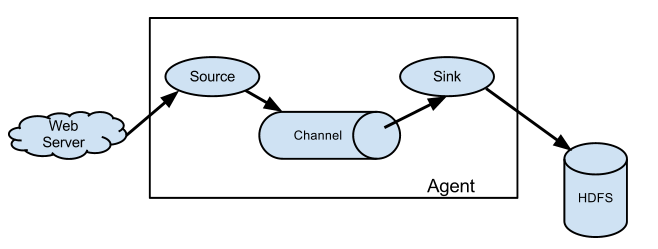 Web
Server
Source
Channel
Sink
Agent
HDFS